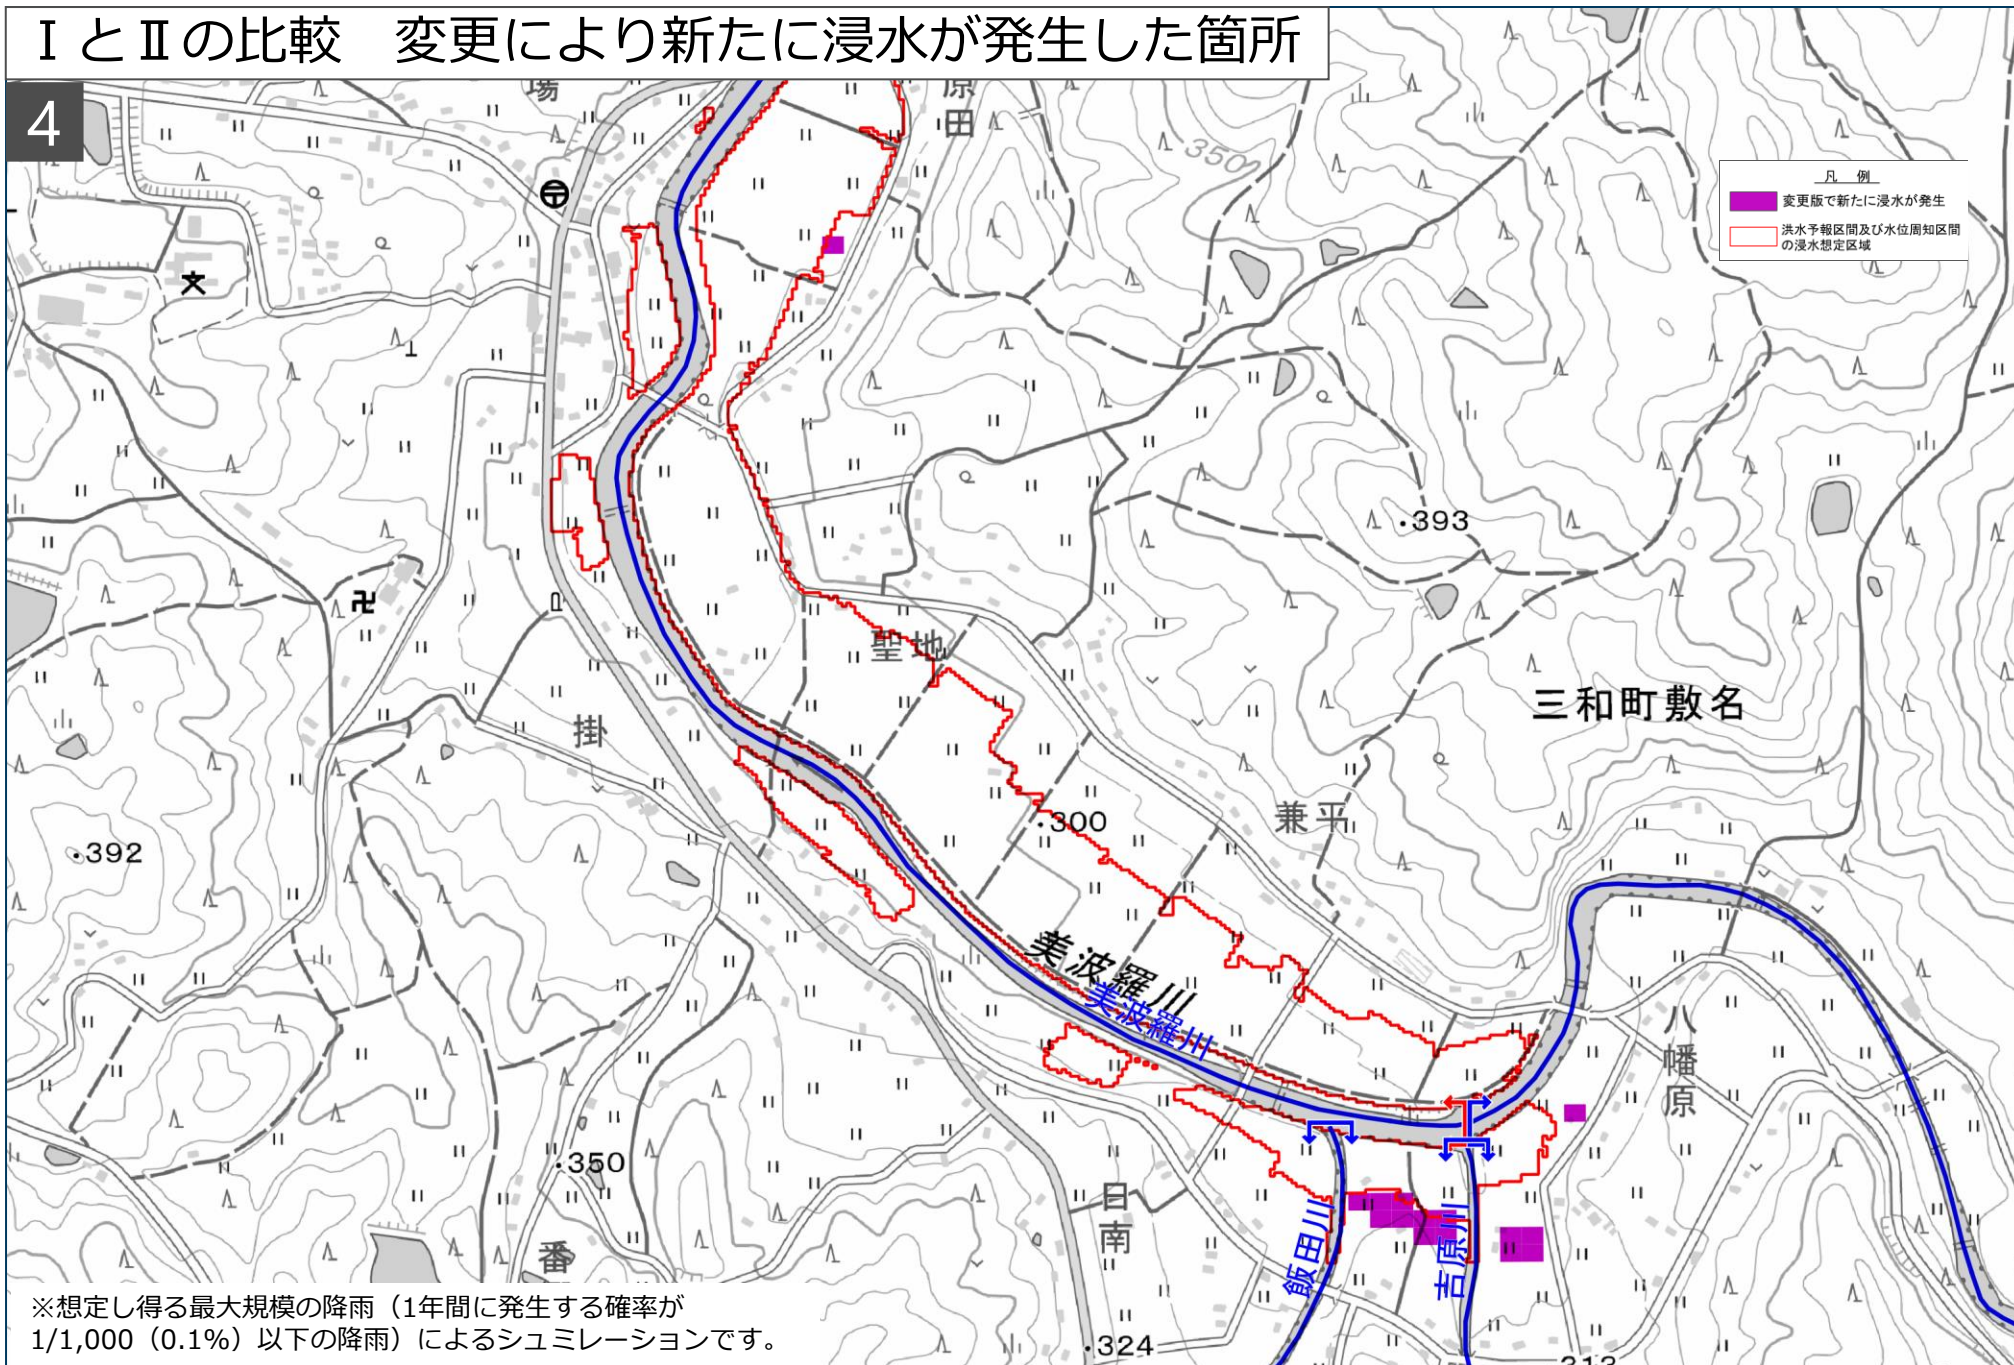 ⅠとⅡの比較　変更により新たに浸水が発生した箇所
4
場
原田
350
凡　例
変更版で新たに浸水が発生
洪水予報区間及び水位周知区間
の浸水想定区域
・393
聖地
三和町敷名
掛
・300
兼平
・392
美波羅川
美波羅川
八幡原
・350
日南
番
飯田川
吉原川
・324
※想定し得る最大規模の降雨（1年間に発生する確率が
1/1,000（0.1%）以下の降雨）によるシュミレーションです。